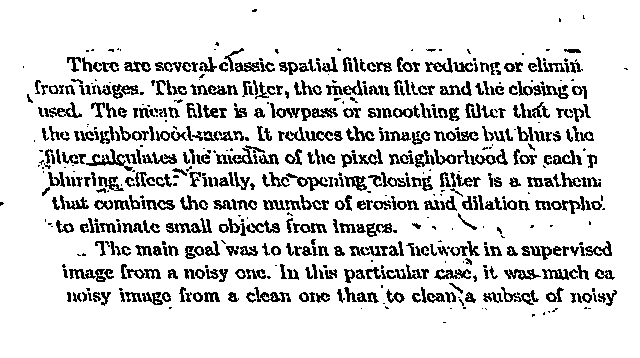 There are several classic spatial filters for reducing or elimin
from images. The mean filter, the median filter and the closing op
used. The mean filter is a lowpass or smoothing filter that repl
the neighborhood mean. It reduces the image noise but blurs the
filter calculates the median of the pixel neighborhood for each p
blurring effect. Finally, the opening closing filter is a mathema
that combines the same number of erosion and dilation morphol
to eliminate small objects from images.
The main goal was to train a neural network in a supervised
image from a noisy one. In this particular case, it was much ea
noisy image from a clean one than to clean a subset of noisy